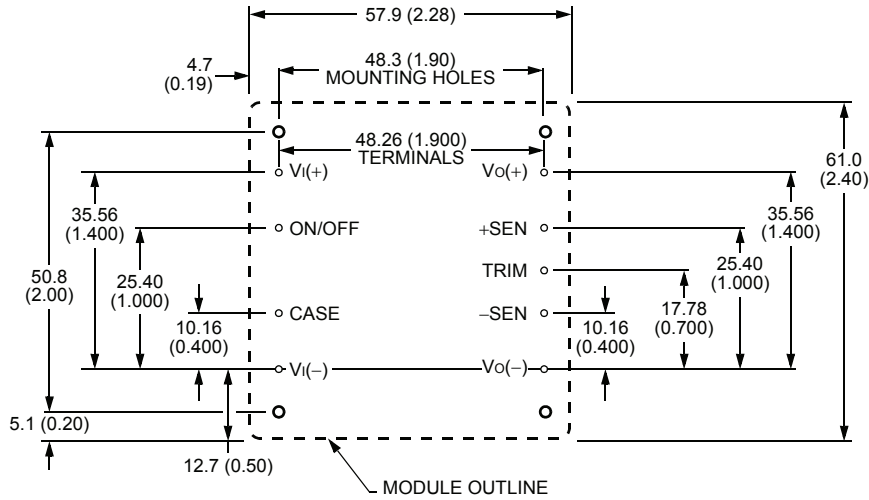 57.9 (2.28)
4.7
(0.19)
48.3 (1.90)
MOUNTING HOLES
48.26 (1.900)
TERMINALS
VI(+)
VO(+)
61.0
(2.40)
35.56
(1.400)
35.56
(1.400)
ON/OFF
+SEN
50.8
(2.00)
25.40
(1.000)
TRIM
25.40
(1.000)
17.78
(0.700)
CASE
–SEN
10.16
(0.400)
10.16
(0.400)
VI(–)
VO(–)
5.1 (0.20)
12.7 (0.50)
MODULE OUTLINE